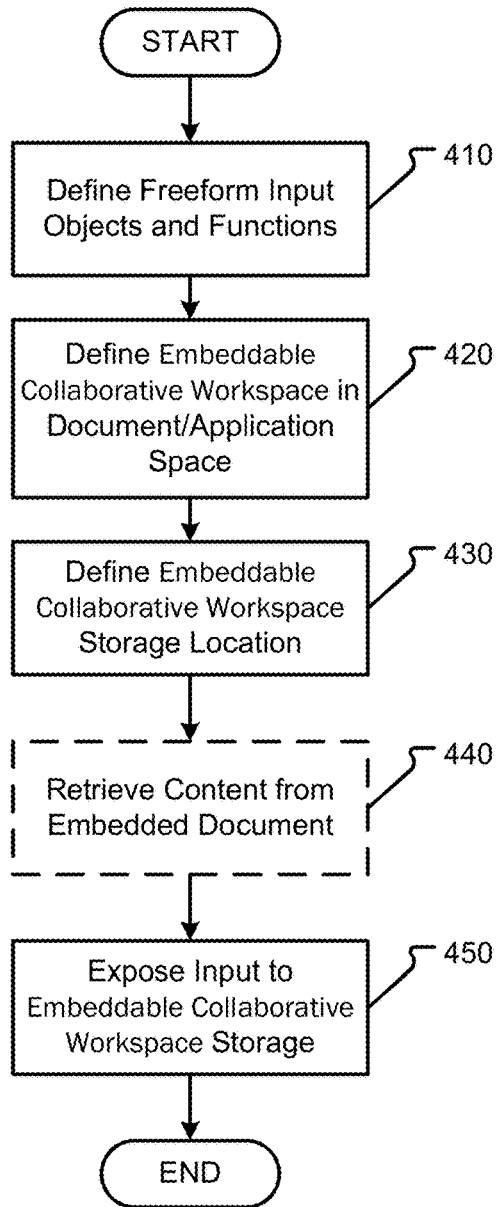 START
410
Define Freeform Input
Objects and Functions
420
Define Embeddable
Collaborative Workspace in
Document/Application
Space
430
Define Embeddable
Collaborative Workspace
Storage Location
440
Retrieve Content from
Embedded Document
450
Expose Input to
Embeddable Collaborative
Workspace Storage
END